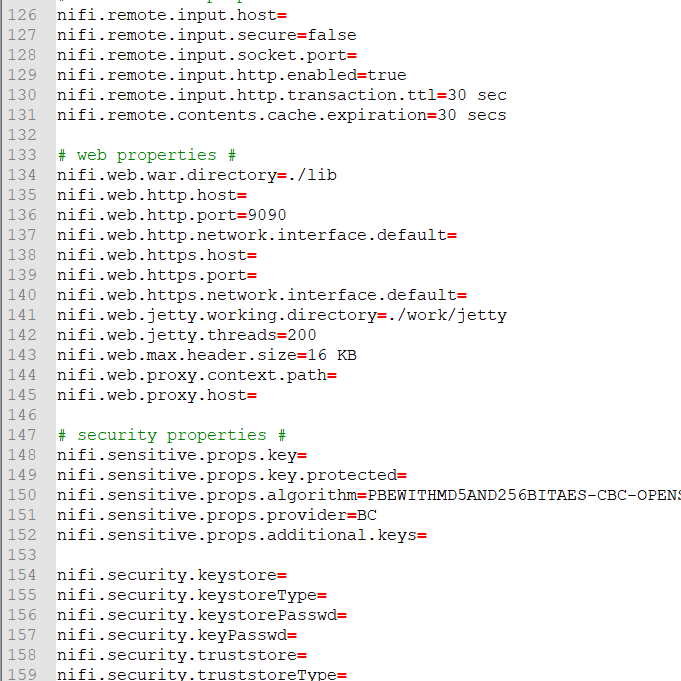 126 nifi.remote.input.host=
127 nifi.remote.input.secure=false
128 nifi.remote.input.socket.port=
129 nifi.remote.input.http.enabled=true
130 nifi.remote.input.http.transaction.ttl=30 sec
131 nifi.remote.contents.cache.expiration=30 secs
132
133 # web properties #
134 nifi.web.war.directory=./lib
135 nifi.web.http.host=
136 nifi.web.http.port=9090
137 nifi.web.http.network.interface.default=
138 nifi.web.https.host=
139 nifi.web.https.port=
140 nifi.web.https.network.interface.default=
141 nifi.web.jetty.working.directory=./work/jetty
142 nifi.web.jetty.threads=200
143 nifi.web.max.header.size=16 KB
144 nifi.web.proxy.context.path=
145 nifi.web.proxy.host=
146
147 # security properties #
148 nifi.sensitive.props.key=
149 nifi.sensitive.props.key.protected=
150 nifi.sensitive.props.algorithm=PBEWITHMD5AND256BITAES-CBC-OPENS
151 nifi.sensitive.props.provider=BC
152 nifi.sensitive.props.additional.keys=
153
154 nifi.security.keystore=
155 nifi.security.keystoreType=
156 nifi.security.keystorePasswd=
157 nifi.security.keyPasswd=
158 nifi.security.truststore=
159 nifi.security.truststoreType=